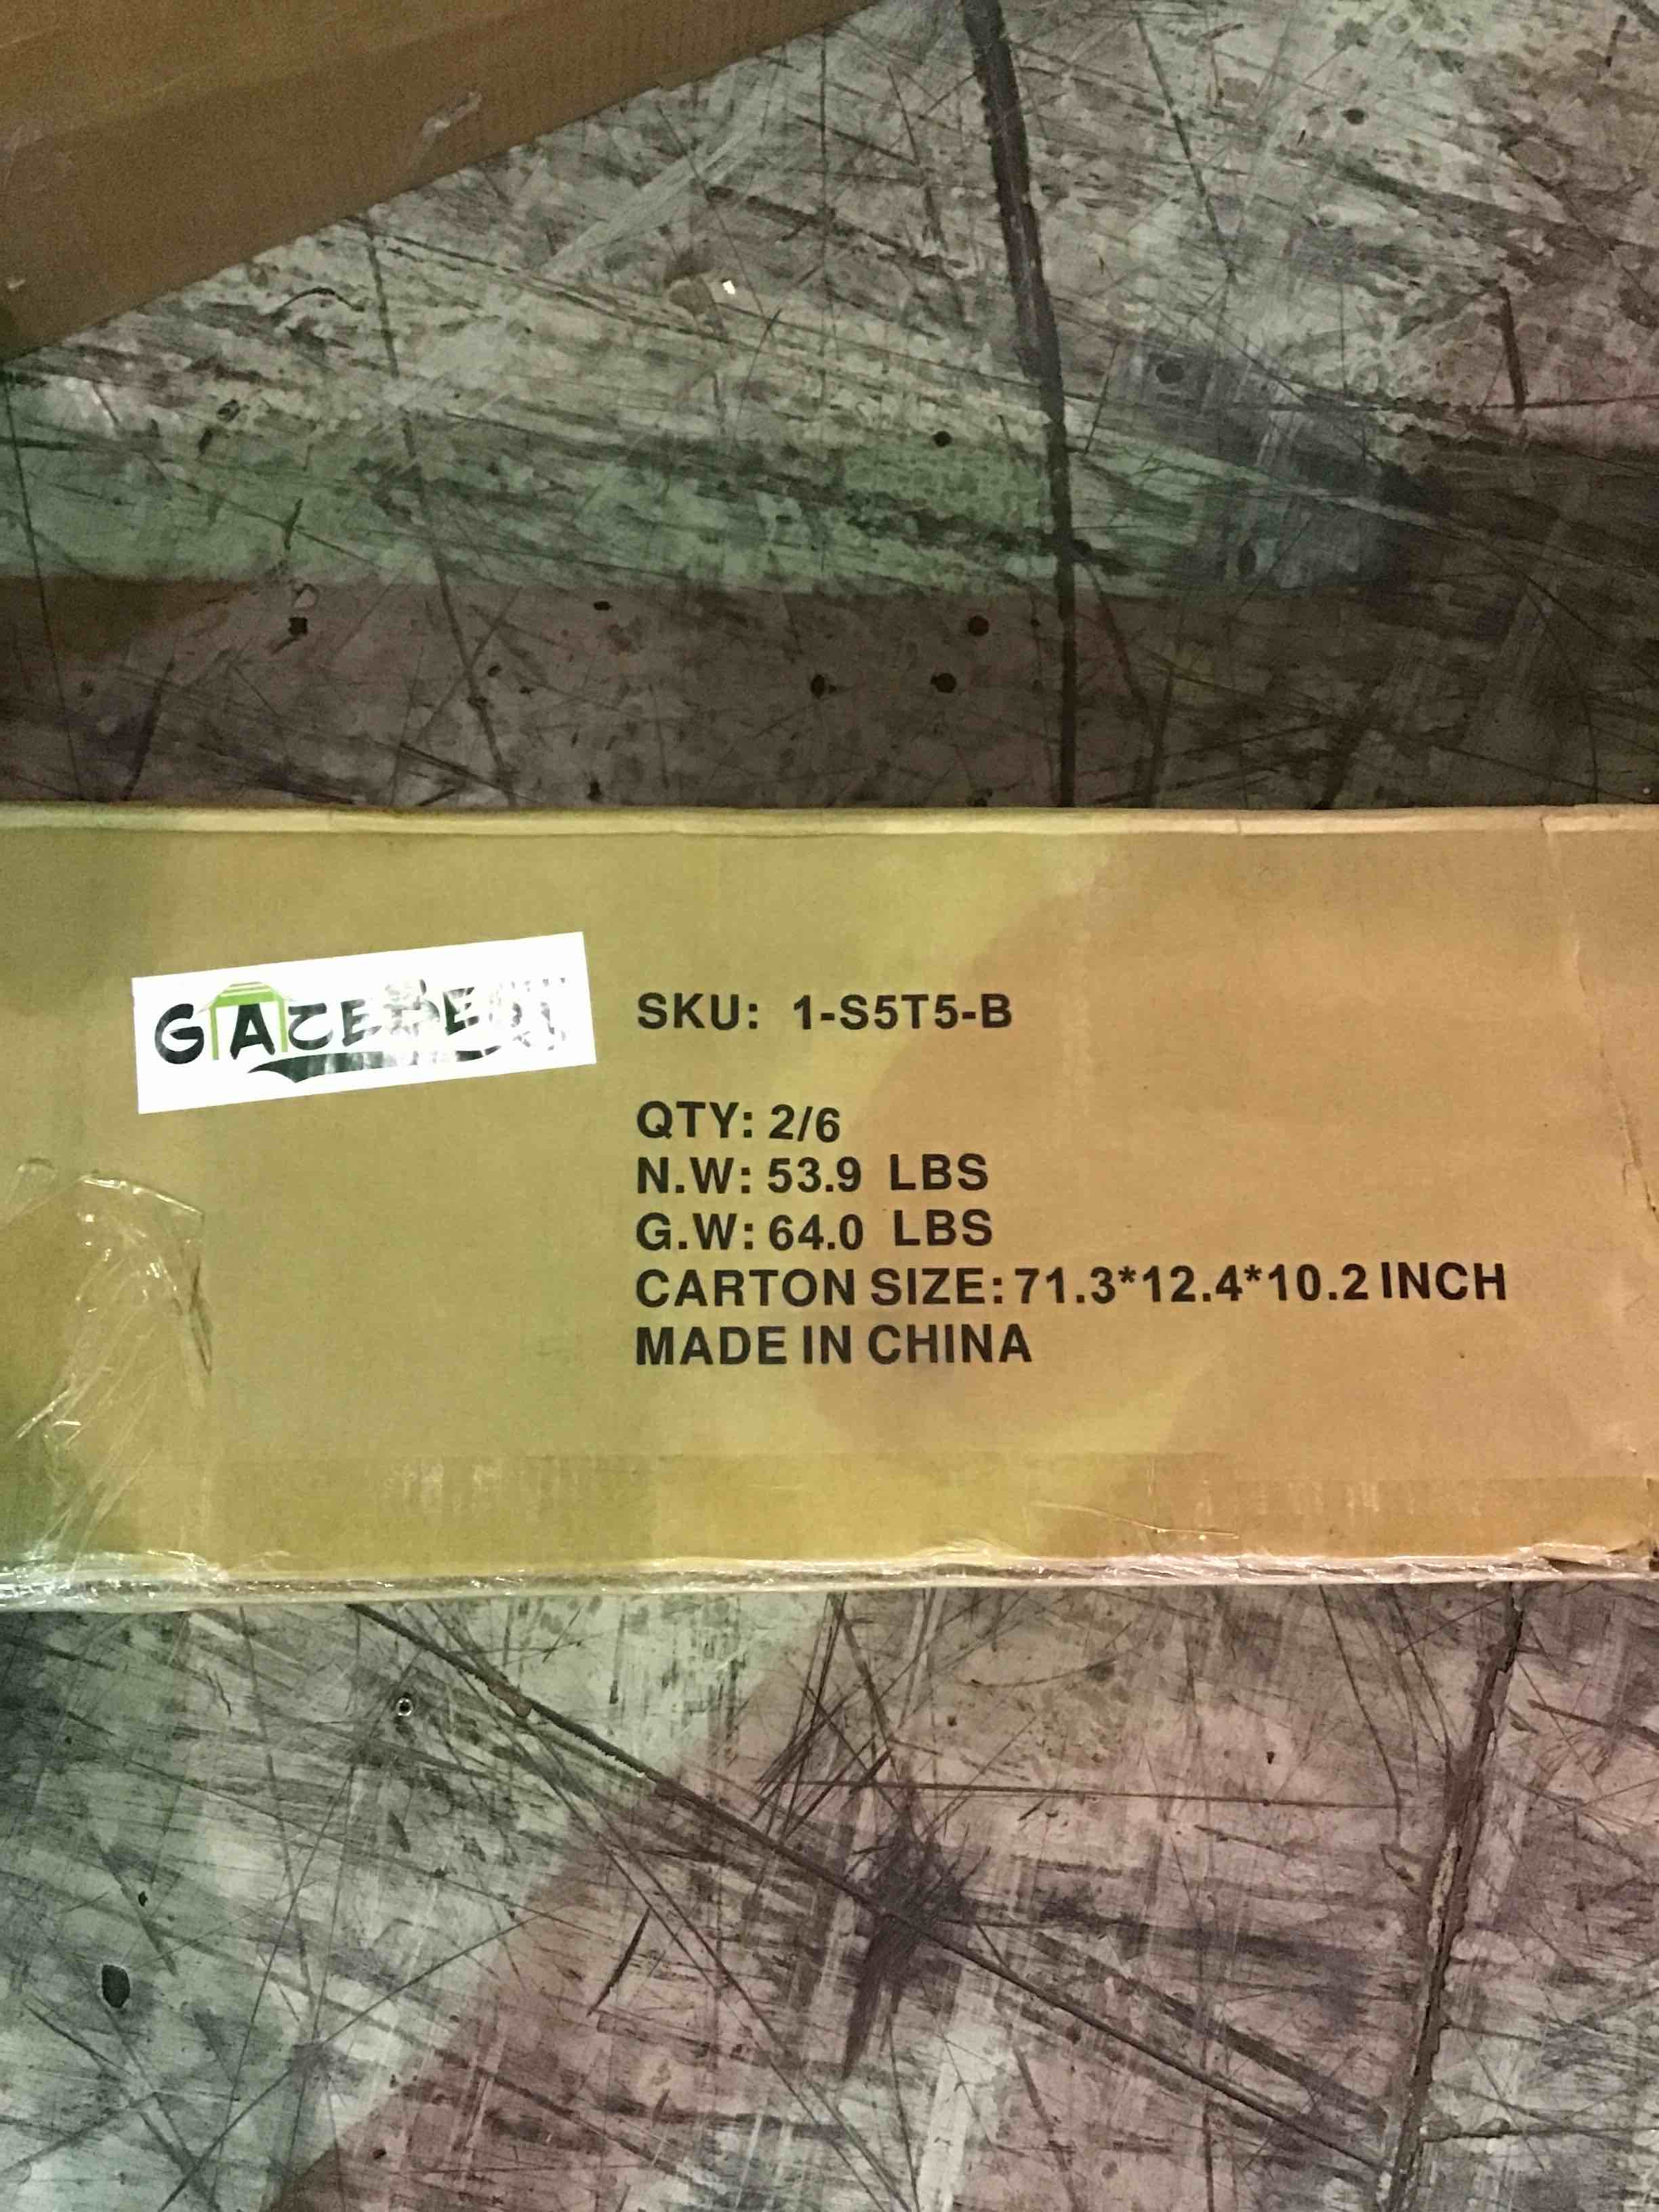 SKU: 1-S5T5-B
QTY: 2/6
N.W: 53.9 LBS
G.W: 64.0 LBS
CARTON SIZE: 71.3*12.4*10.2 INCH
MADE IN CHINA